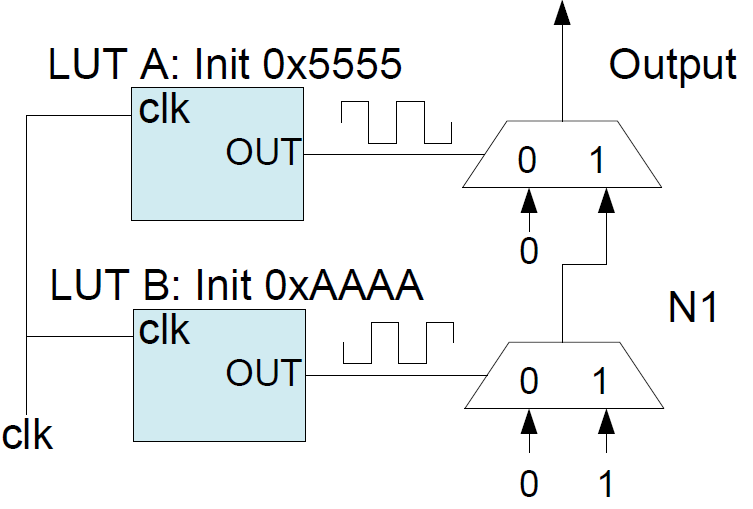 LUT A: Init 0x5555 Output
clk
OUT
0 1
0
LUT B: Init 0xAAAA
N1
clk
OUT
0 1
clk
0 1